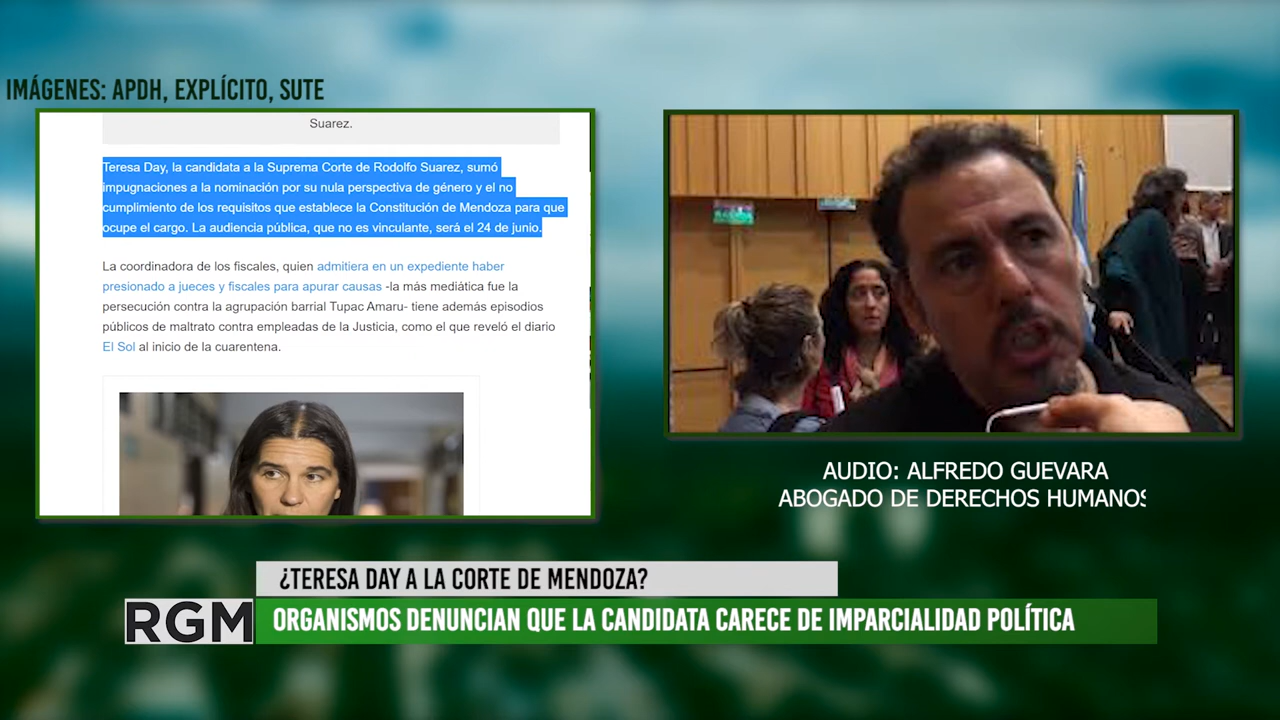 IMÁGENES: APDH, EXPLÍCITO, SUTE
Suarez.
Teresa Day, la candidata a la Suprema Corte de Rodolfo Suarez, sumó
impugnaciones a la nominación por su nula perspectiva de género y el no
cumplimiento de los requisitos que establece la Constitución de Mendoza para que
ocupe el cargo. La audiencia pública, que no es vinculante, será el 24 de junio.
La coordinadora de los fiscales, quien admitiera en un expediente haber
presionado a jueces y fiscales para apurar causas -la más mediática fue la
persecución contra la agrupación barrial Tupac Amaru- tiene además episodios
públicos de maltrato contra empleadas de la Justicia, como el que reveló el diario
El Sol al inicio de la cuarentena.
AUDIO: ALFREDO GUEVARA
ABOGADO DE DERECHOS HUMANOS
¿TERESA DAY A LA CORTE DE MENDOZA?
RGM
ORGANISMOS DENUNCIAN QUE LA CANDIDATA CARECE DE IMPARCIALIDAD POLÍTICA